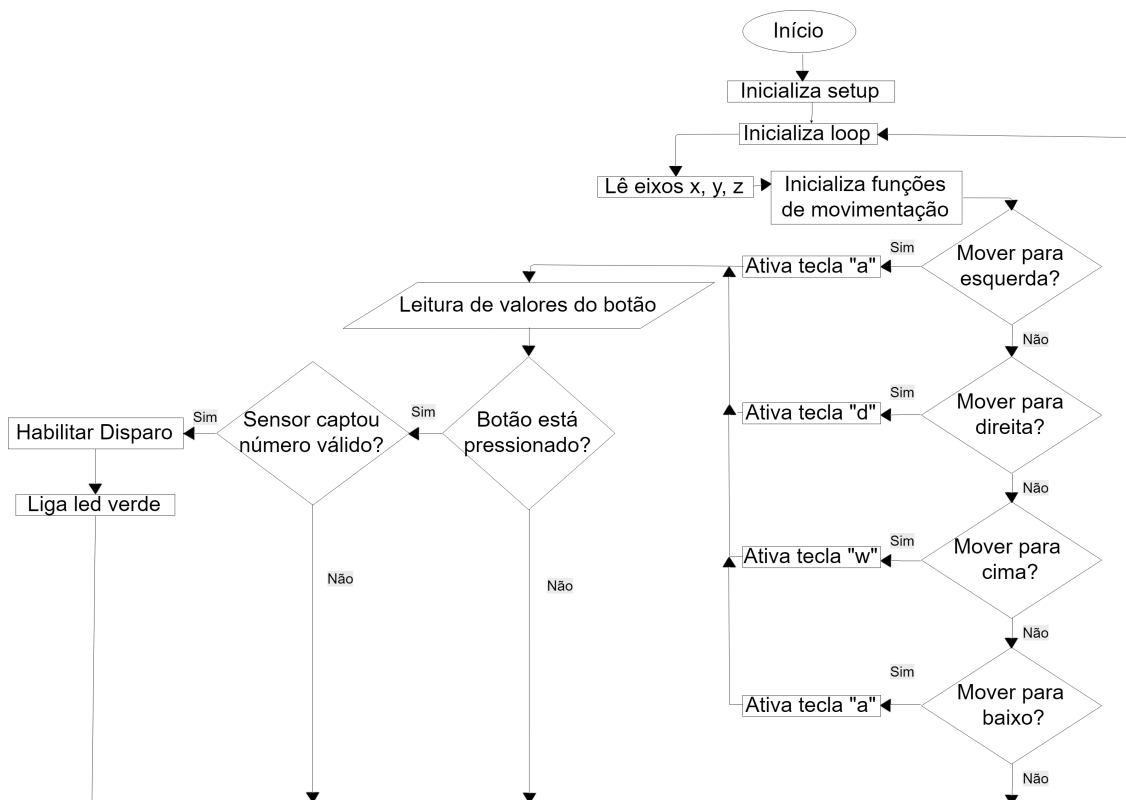 Início
Inicializa setup
Inicializa loop
Lê eixos x, y, z
Inicializa funções
de movimentação
Mover para
esquerda?
Sim
Ativa tecla "a"
Não
Leitura de valores do botão
Mover para
direita?
Sim
Ativa tecla "d"
Não
Botão está
pressionado?
Sim
Sensor captou
número válido?
Sim
Habilitar Disparo
Liga led verde
Não
Não
Mover para
cima?
Sim
Ativa tecla "w"
Não
Mover para
baixo?
Sim
Ativa tecla "a"
Não